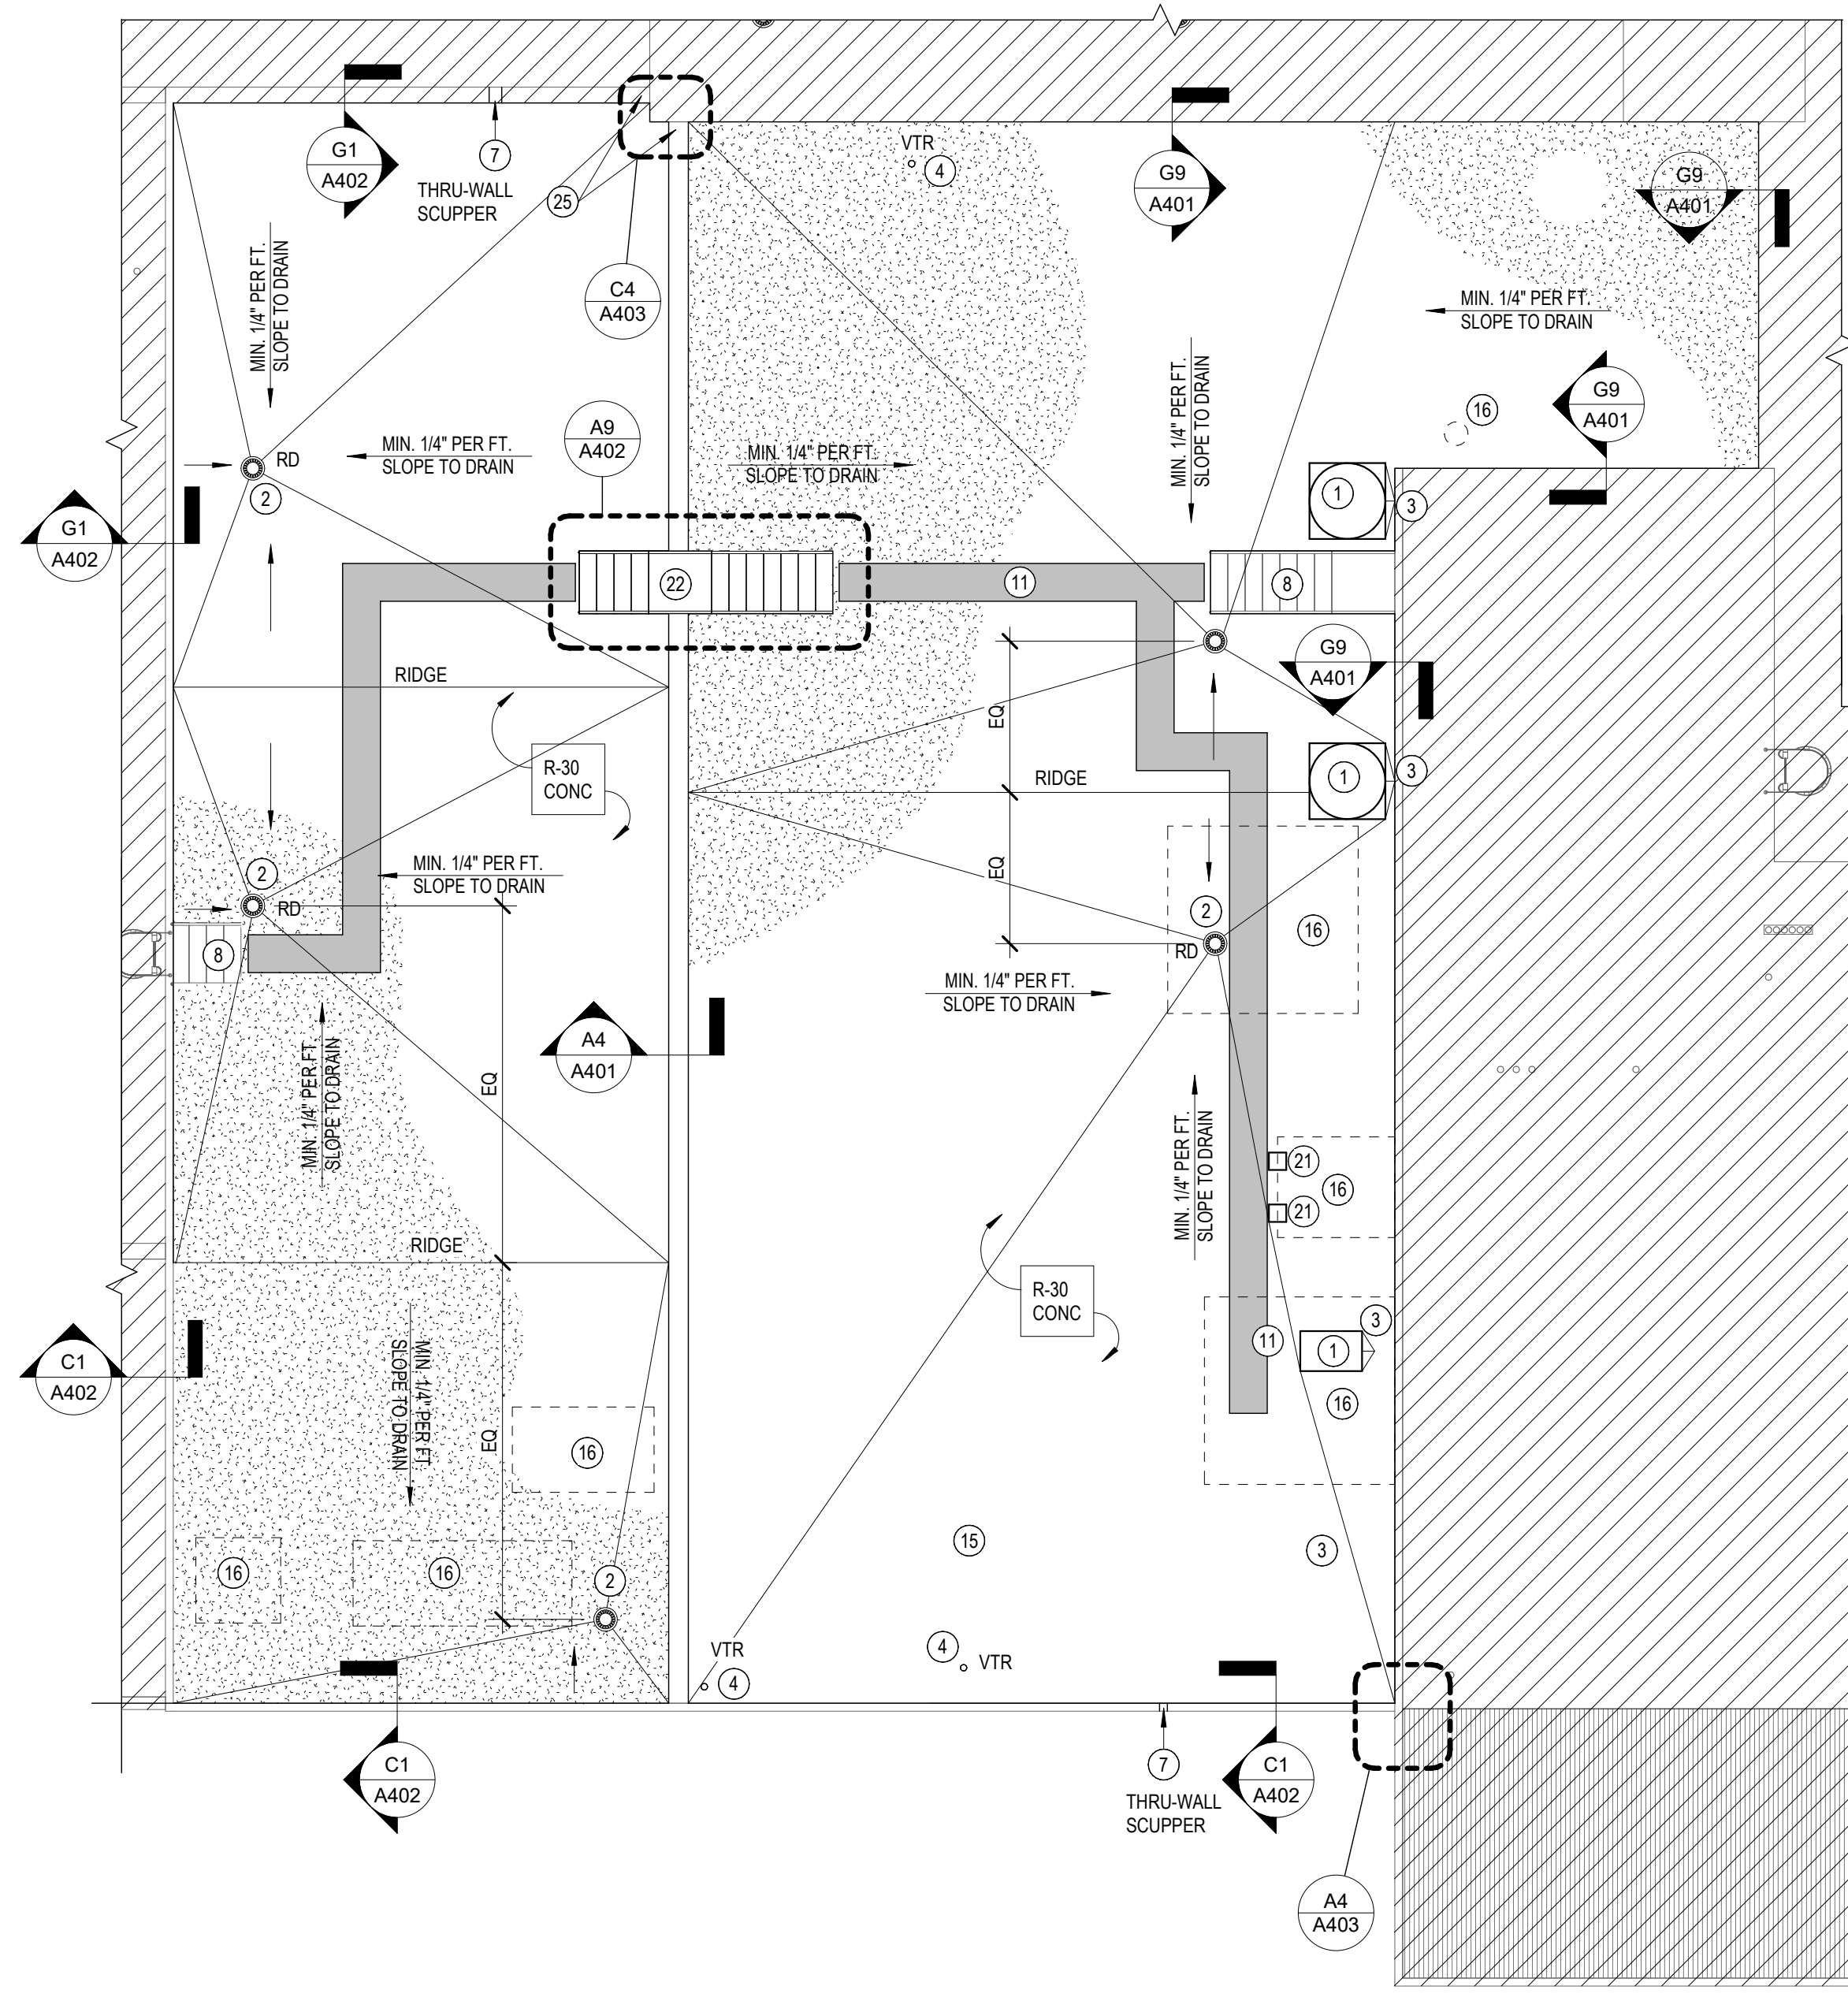 G1
A402
7
THRU-WALL
SCUPPER
25
C4
A403
VTR
4
G9
A401
G9
A401
MIN. 1/4" PER FT.
SLOPE TO DRAIN
MIN. 1/4" PER FT.
SLOPE TO DRAIN
MIN. 1/4" PER FT.
SLOPE TO DRAIN
G9
A401
16
A9
A402
MIN. 1/4" PER FT.
SLOPE TO DRAIN
MIN. 1/4" PER FT.
SLOPE TO DRAIN
RD
2
1
3
G1
A402
22
11
8
G9
A401
RIDGE
EQ
R-30
CONC
RIDGE
1
3
EQ
MIN. 1/4" PER FT.
SLOPE TO DRAIN
2
RD
8
2
RD
16
MIN. 1/4" PER FT.
SLOPE TO DRAIN
A4
A401
MIN. 1/4" PER FT.
SLOPE TO DRAIN
EQ
MIN. 1/4" PER FT.
SLOPE TO DRAIN
21
16
21
RIDGE
R-30
CONC
C1
A402
MIN. 1/4" PER FT
SLOPE TO DRAIN
EQ
11
3
1
16
16
15
3
16
16
2
VTR
4
4
VTR
C1
A402
7
THRU-WALL
SCUPPER
C1
A402
A4
A403